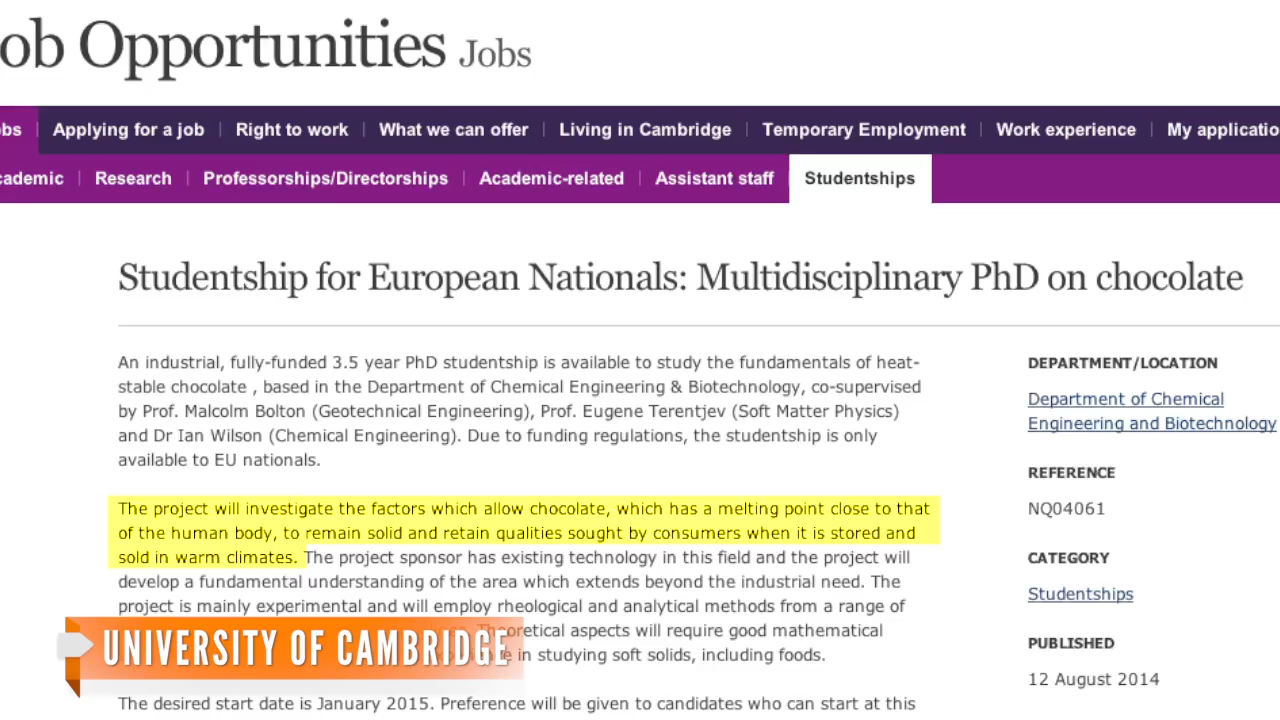 ob Opportunities Jobs
obs | Applying for a job | Right to work | What we can offer | Living in Cambridge | Temporary Employment | Work experience | My applicatio
cademic | Research | Professorships/Directorships | Academic-related | Assistant staff | Studentships
Studentship for European Nationals: Multidisciplinary PhD on chocolate
An industrial, fully-funded 3.5 year PhD studentship is available to study the fundamentals of heat-
stable chocolate , based in the Department of Chemical Engineering & Biotechnology, co-supervised
by Prof. Malcolm Bolton (Geotechnical Engineering), Prof. Eugene Terentjev (Soft Matter Physics)
and Dr Ian Wilson (Chemical Engineering). Due to funding regulations, the studentship is only
available to EU nationals.
The project will investigate the factors which allow chocolate, which has a melting point close to that
of the human body, to remain solid and retain qualities sought by consumers when it is stored and
sold in warm climates. The project sponsor has existing technology in this field and the project will
develop a fundamental understanding of the area which extends beyond the industrial need. The
project is mainly experimental and will employ rheological and analytical methods from a range of
Theoretical aspects will require good mathematical
in studying soft solids, including foods.
The desired start date is January 2015. Preference will be given to candidates who can start at this
DEPARTMENT/LOCATION
Department of Chemical
Engineering and Biotechnology
REFERENCE
NQ04061
CATEGORY
Studentships
PUBLISHED
12 August 2014
UNIVERSITY OF CAMBRIDGE